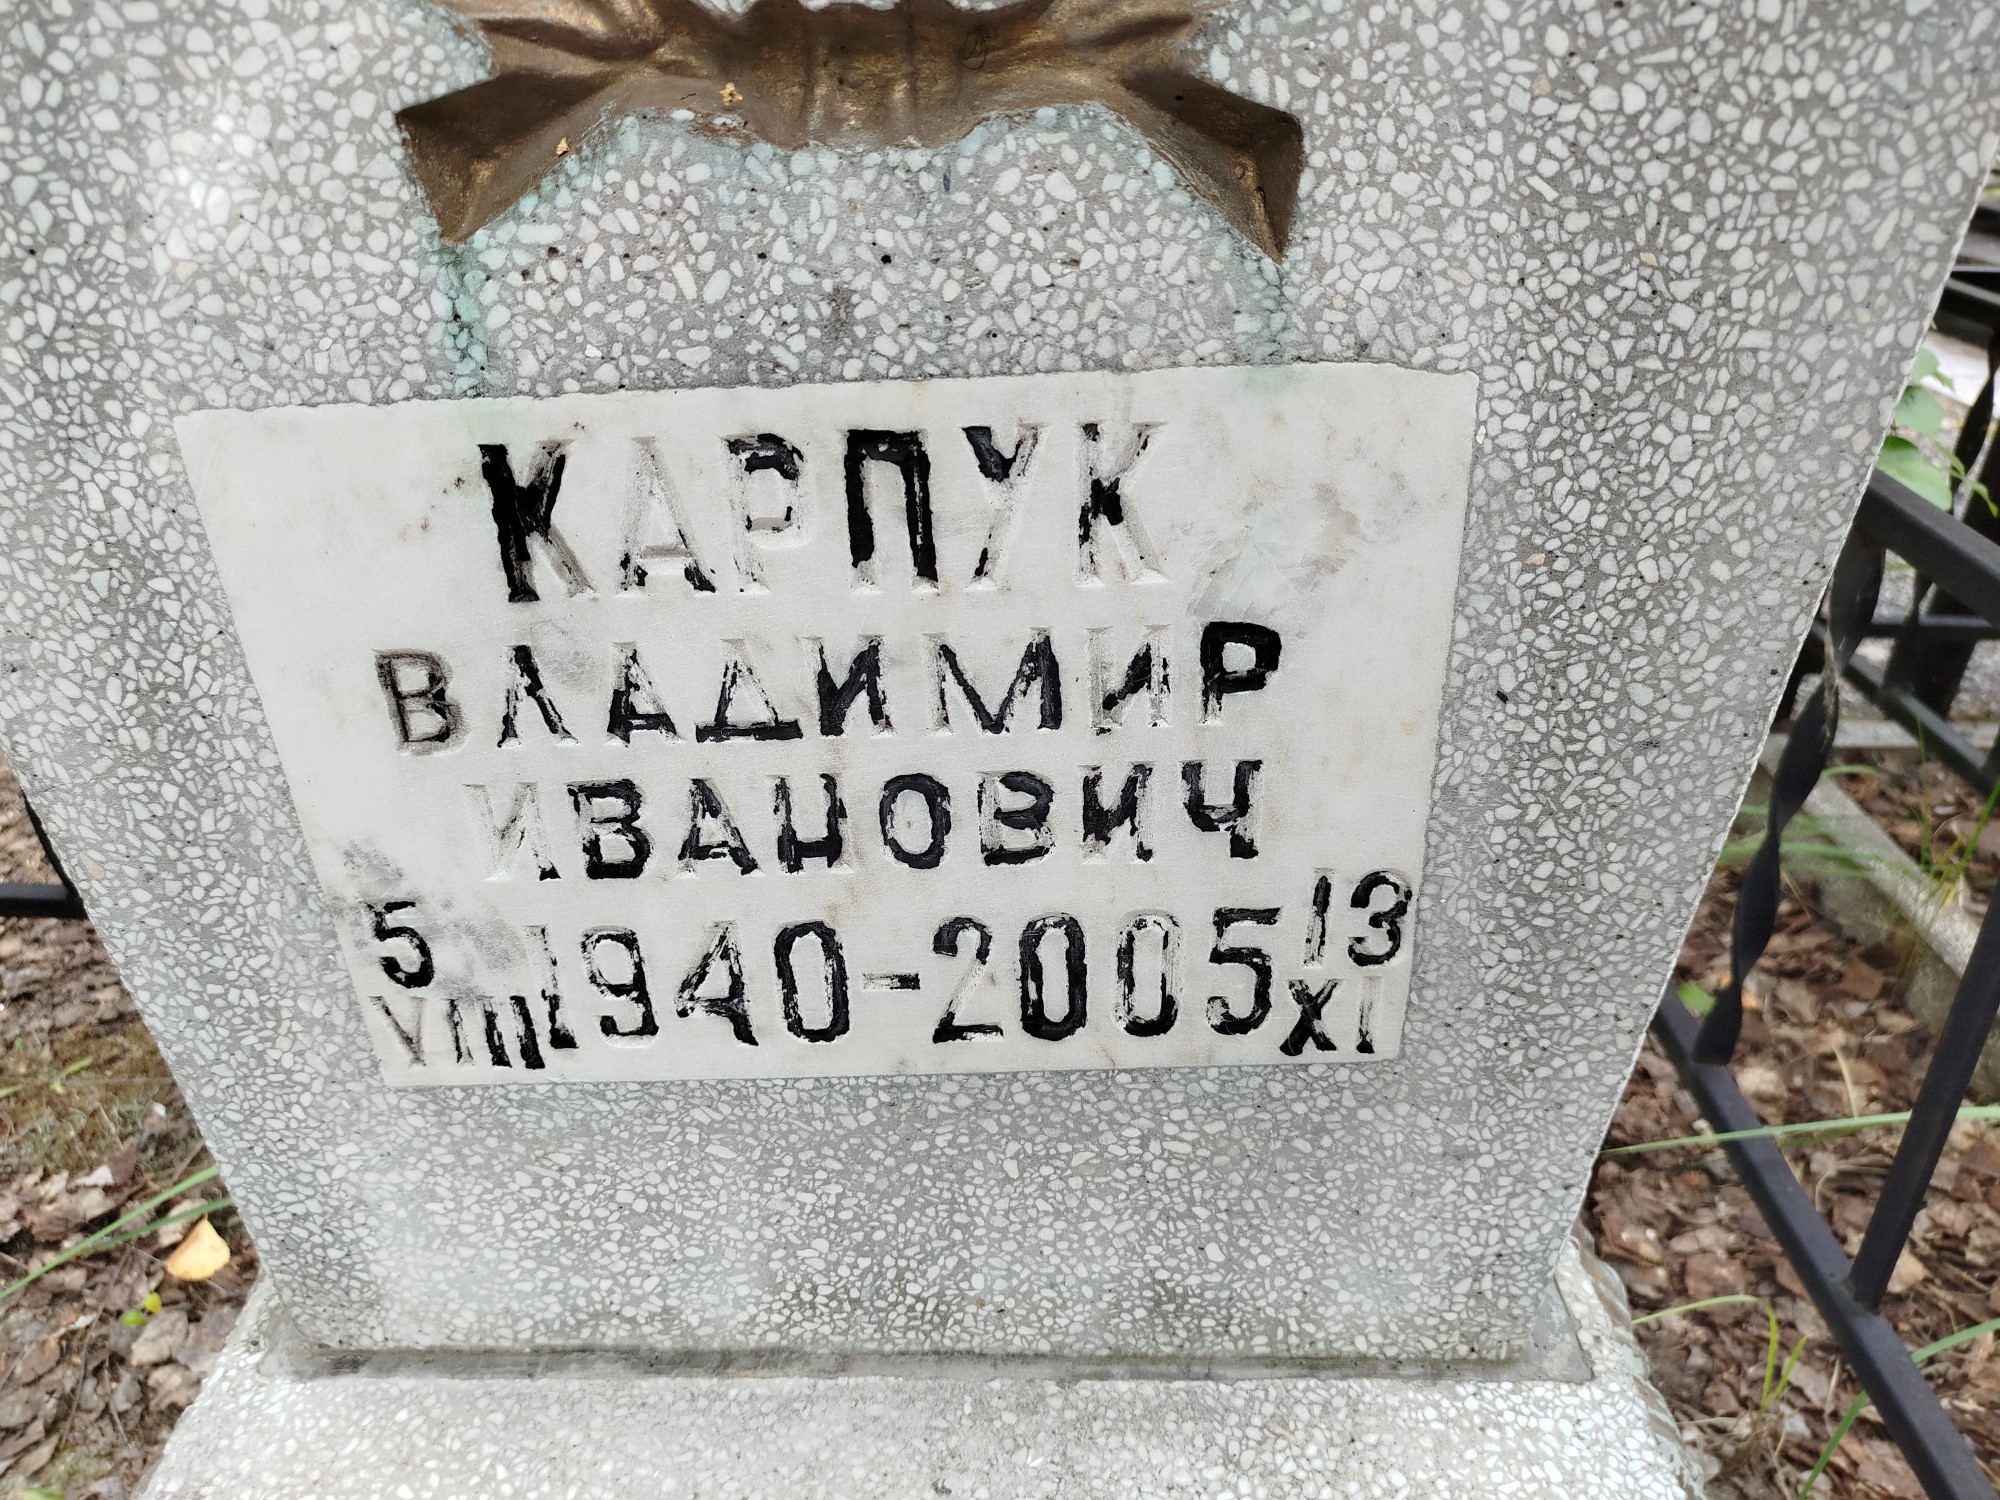 КАРПУК
ВЛАДИМИР
ИВАНОВИЧ
5 VIII 1940-2005 13 XI